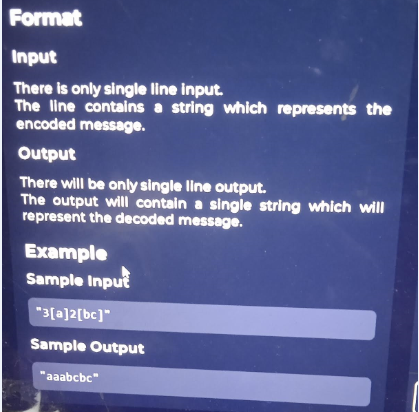 Format
Input
There is only single line input.
The line contains a string which represents the
encoded message.
Output
There will be only single line output.
The output will contain a single string which will
represent the decoded message.
Example
Sample Input
"3[a]2[bc]"
Sample Output
"aaabcbc"